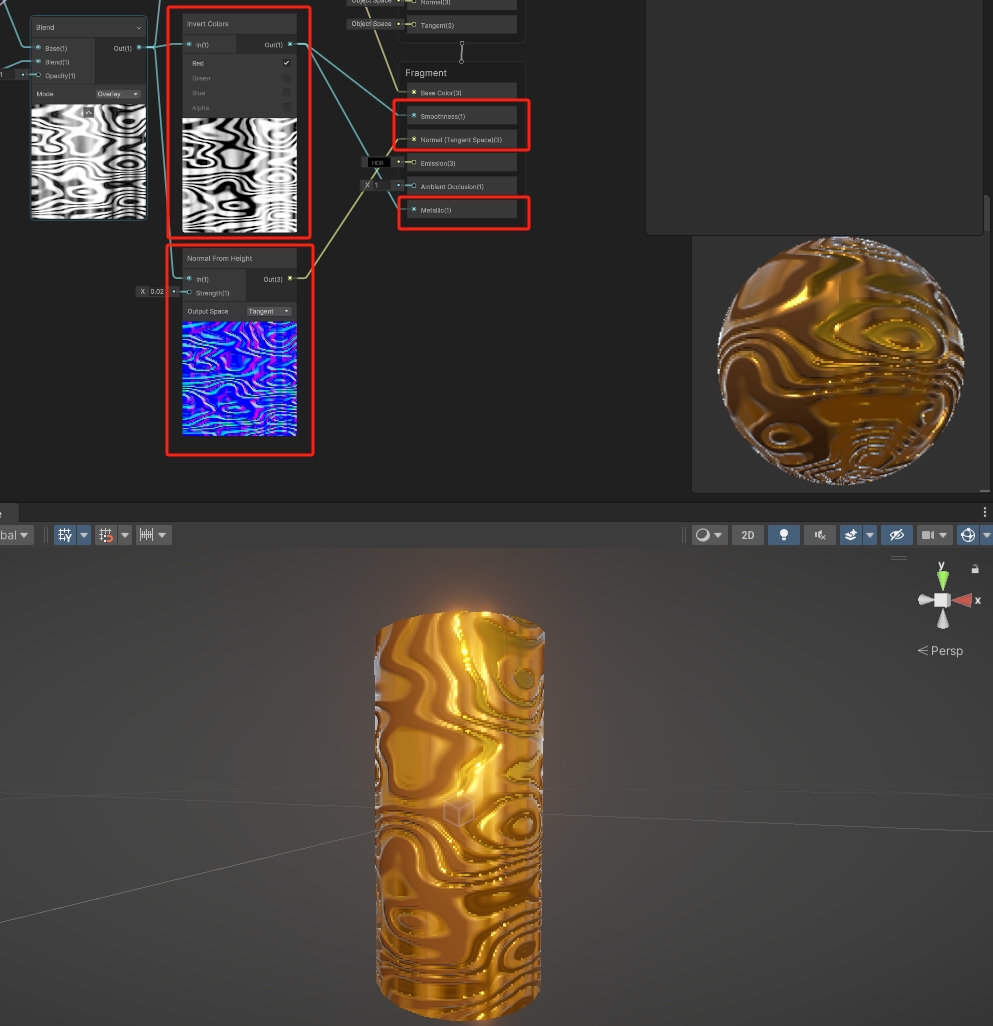 Object Space
Normal(3)
Object Space
Tangent(3)
Blend
Base(1)
Out(1)
Blend(1)
1
Opacity(1)
Mode
Overlay
Invert Colors
In(1)
Out(1)
Red
Green
Blue
Alpha
Fragment
Base Color(3)
Smoothness(1)
Normal (Tangent Space)(3)
HDR
Emission(3)
X 1
Ambient Occlusion(1)
Metallic(1)
Normal From Height
In(1)
Out(3)
X 0.02
Strength(1)
Output Space
Tangent
e
bal
2D
y
x
Persp